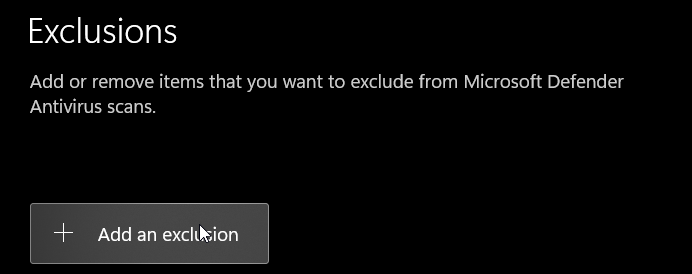 Exclusions
Add or remove items that you want to exclude from Microsoft Defender
Antivirus scans.
Add an exclusion